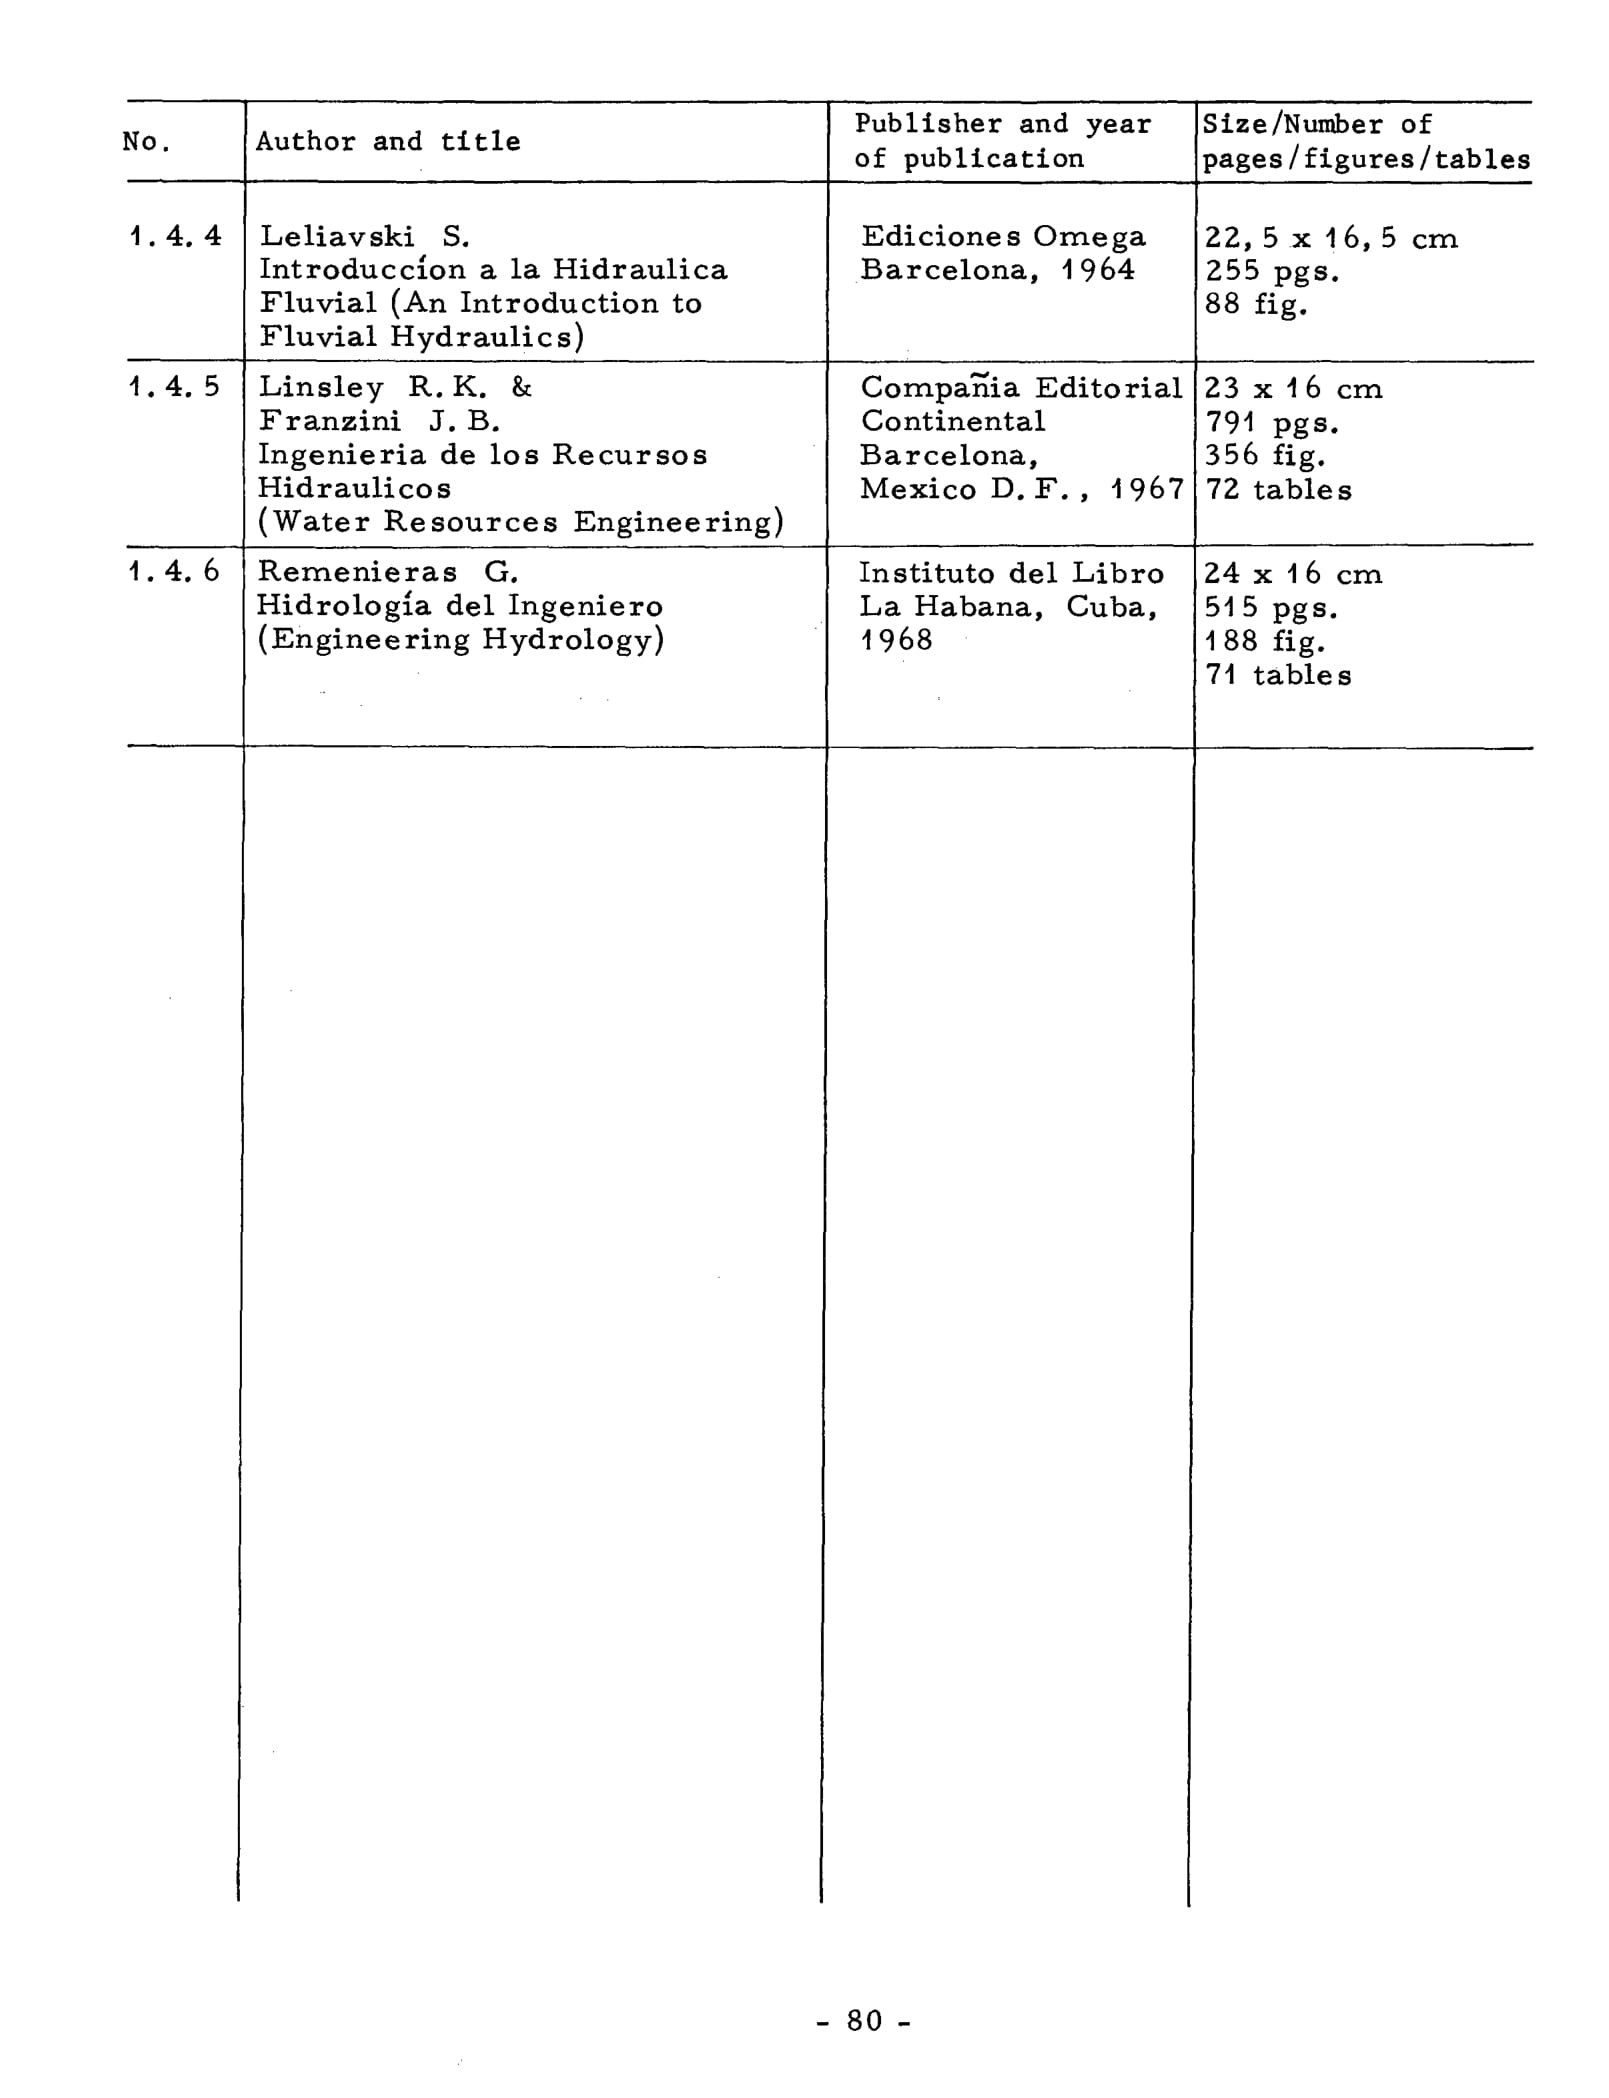 No.
Author and title
Publisher and year
of publication
Size/Number of
pages/figures/tables
1.4.4
Leliavski S.
Introduccíon a la Hidraulica
Fluvial (An Introduction to
Fluvial Hydraulics)
Ediciones Omega
Barcelona, 1964
22,5 x 16,5 cm
255 pgs.
88 fig.
1.4.5
Linsley R.K. &
Franzini J.B.
Ingenieria de los Recursos
Hidraulicos
(Water Resources Engineering)
Compañia Editorial
Continental
Barcelona,
Mexico D.F., 1967
23 x 16 cm
791 pgs.
356 fig.
72 tables
1.4.6
Remenieras G.
Hidrología del Ingeniero
(Engineering Hydrology)
Instituto del Libro
La Habana, Cuba,
1968
24 x 16 cm
515 pgs.
188 fig.
71 tables
- 80 -